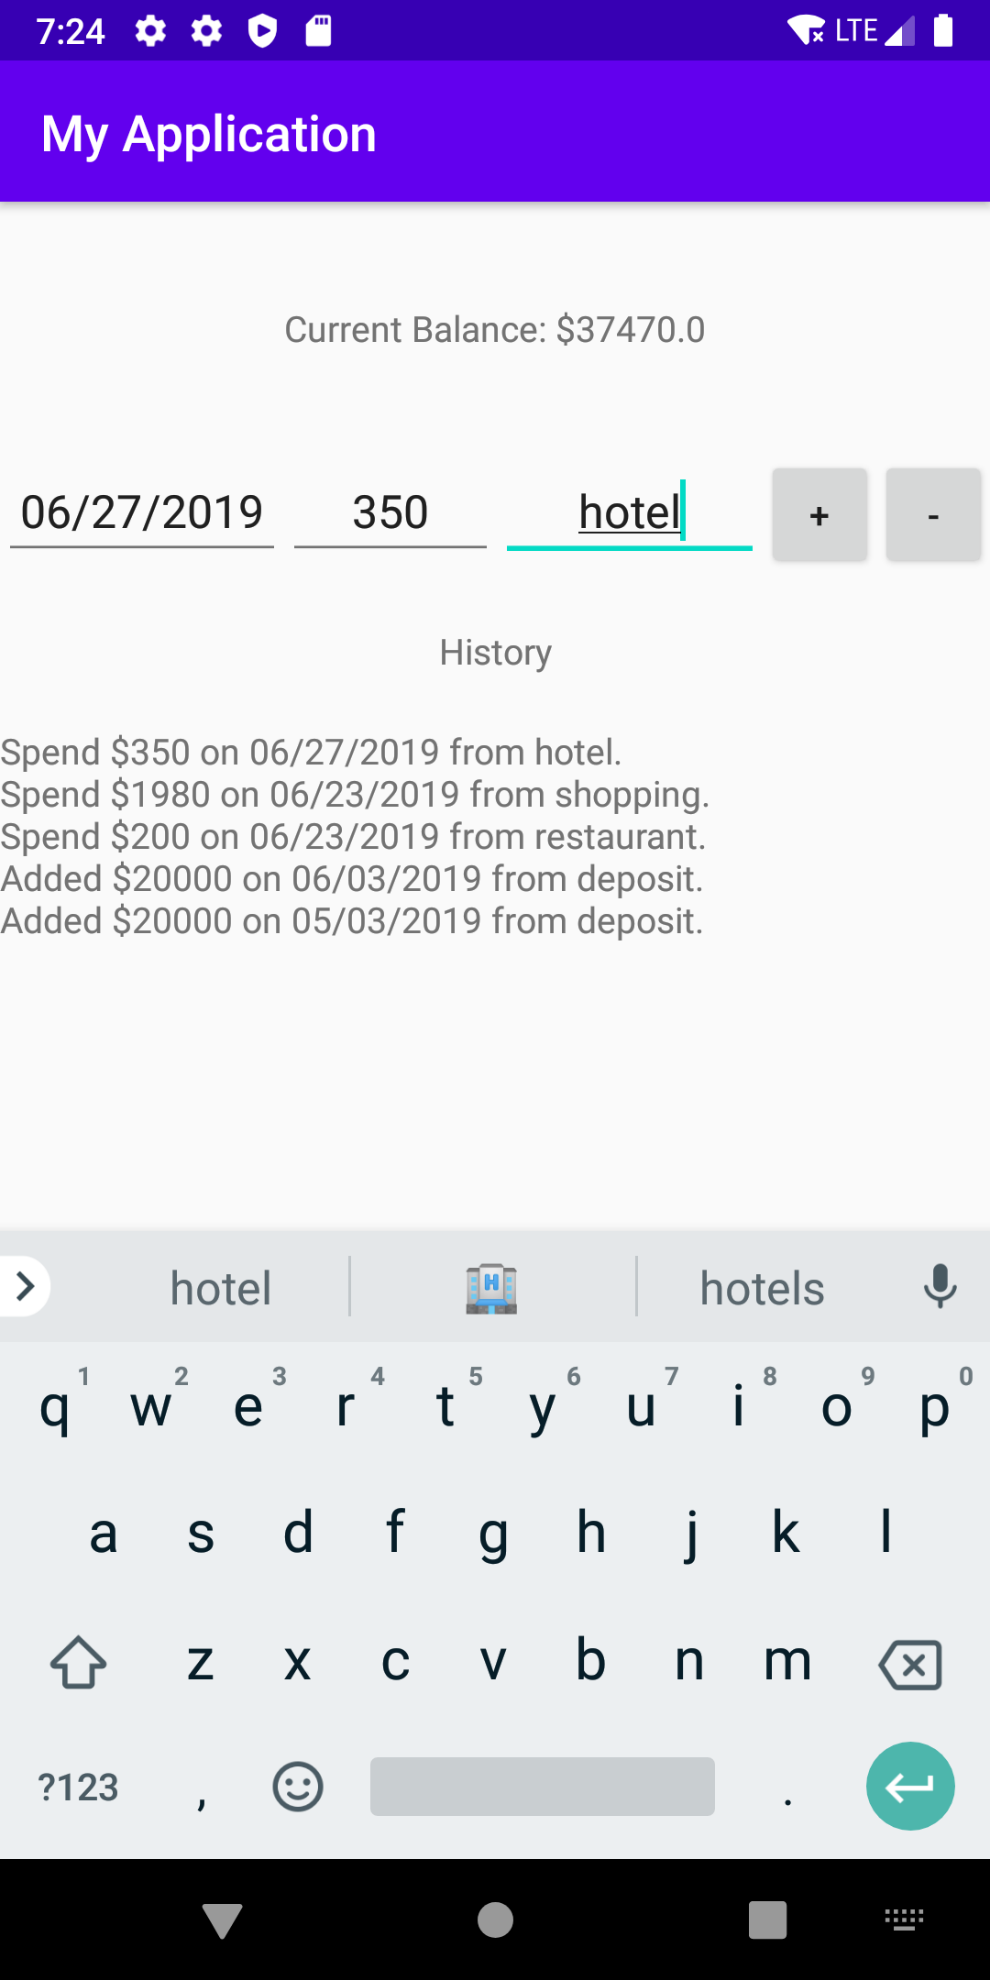 7:24 LTE
My Application
Current Balance: $37470.0
06/27/2019 350 hotel + -
History
Spend $350 on 06/27/2019 from hotel.
Spend $1980 on 06/23/2019 from shopping.
Spend $200 on 06/23/2019 from restaurant.
Added $20000 on 06/03/2019 from deposit.
Added $20000 on 05/03/2019 from deposit.
hotel H hotels
1 2 3 4 5 6 7 8 9 0
q w e r t y u i o p
a s d f g h j k l
z x c v b n m
?123 , .